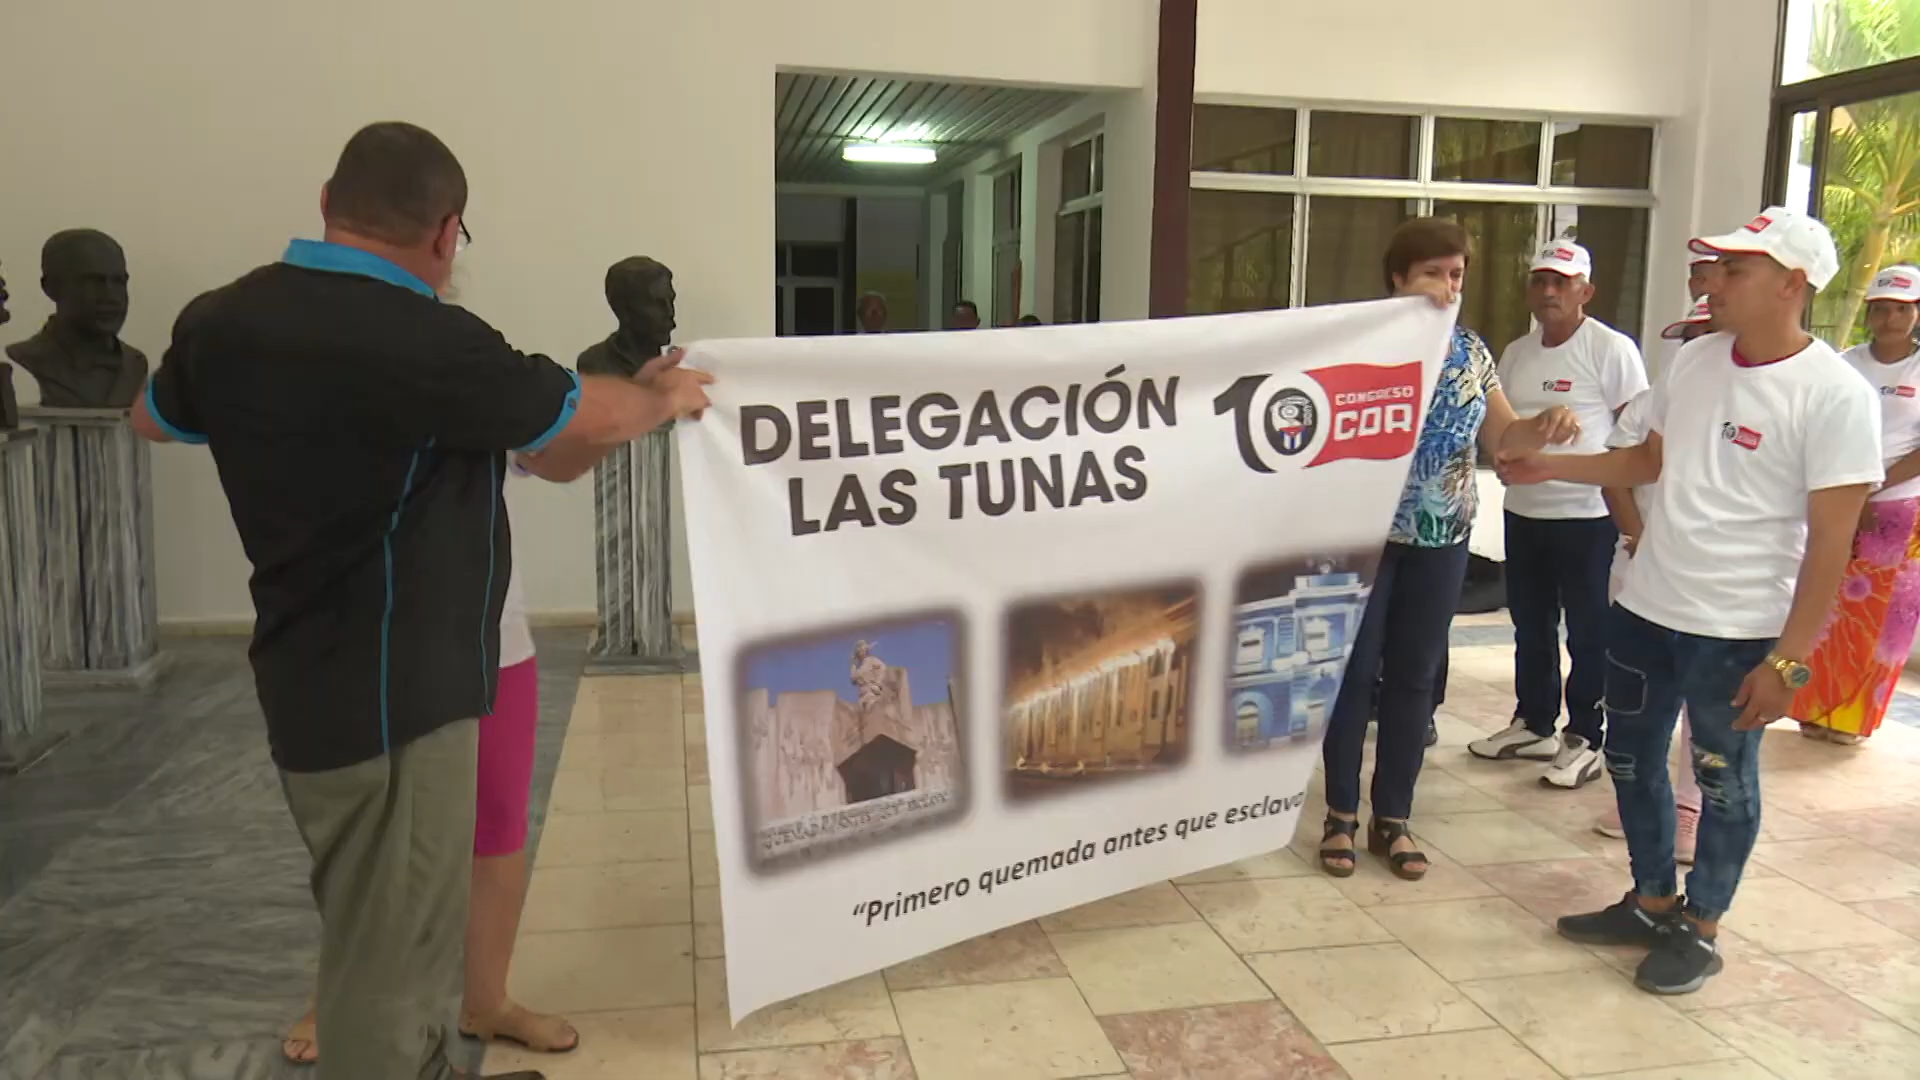 DELEGACIÓN
LAS TUNAS
10 CONGRESO
CDR
"Primero quemada antes que esclava